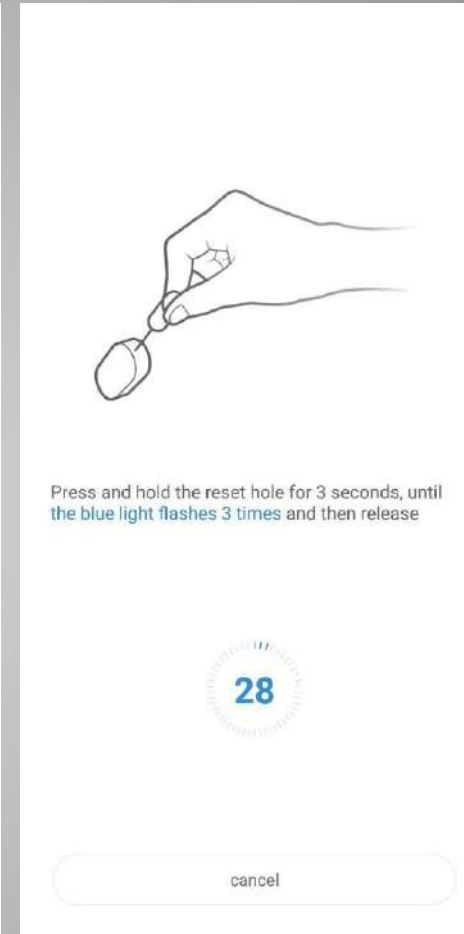 Press and hold the reset hole for 3 seconds, until
the blue light flashes 3 times and then release
28
cancel